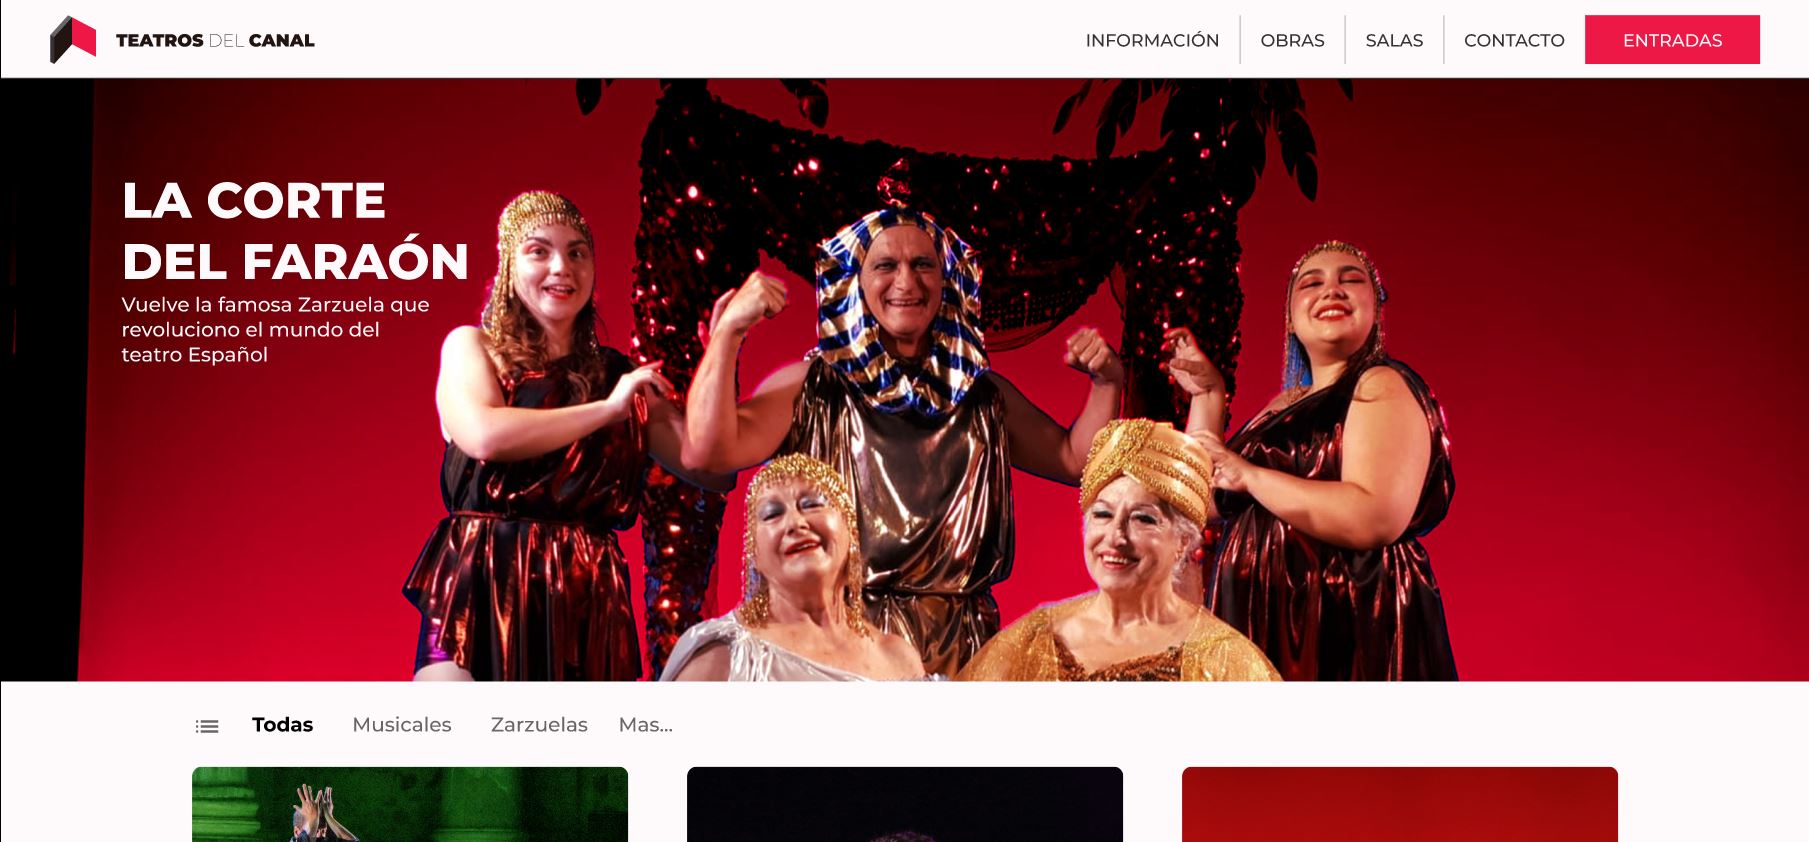 TEATROS DEL CANAL
INFORMACIÓN
OBRAS
SALAS
CONTACTO
ENTRADAS
LA CORTE
DEL FARAÓN
Vuelve la famosa Zarzuela que
revoluciono el mundo del
teatro Español
Todas
Musicales
Zarzuelas
Mas...